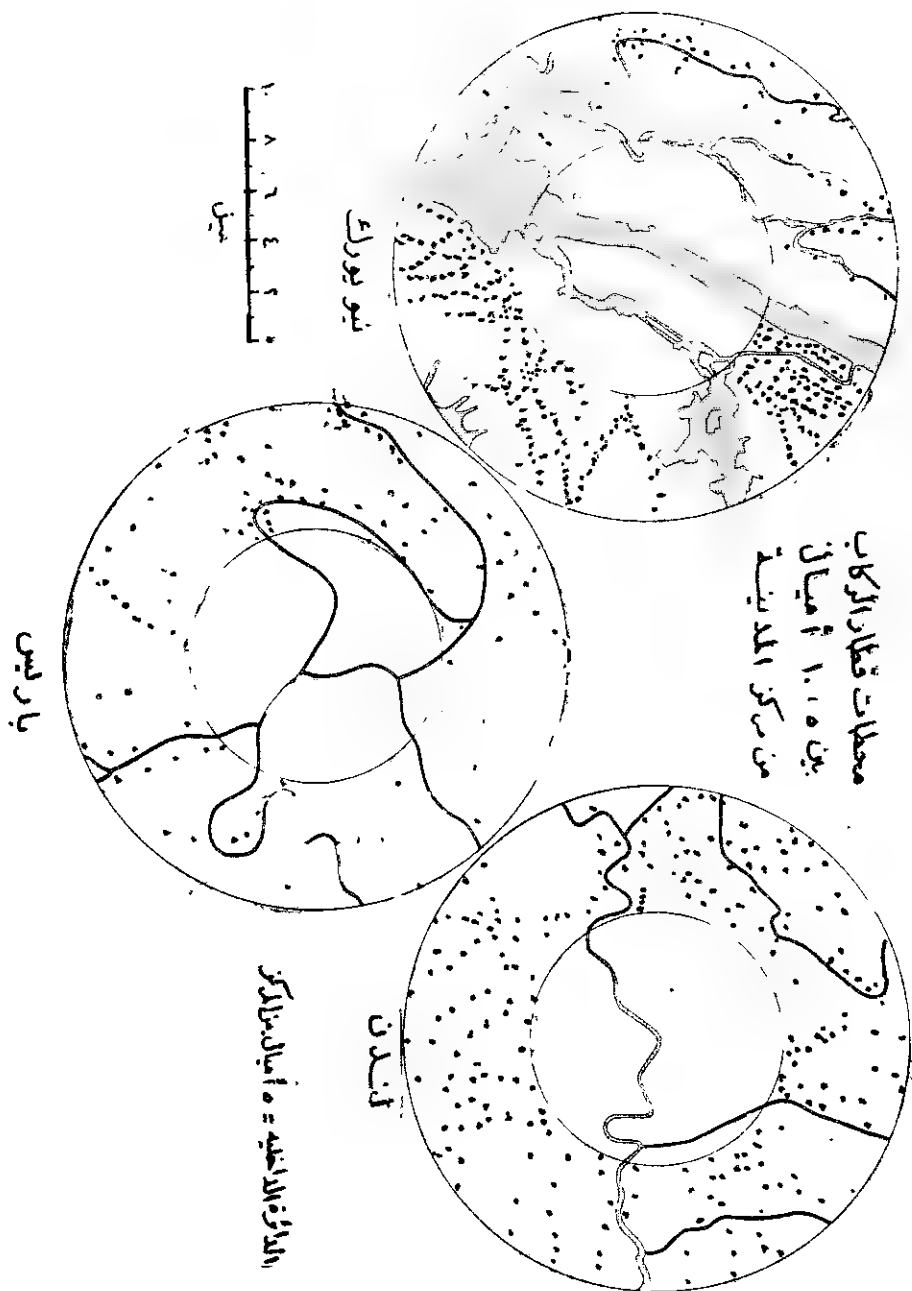 محطات قطار الركاب
بين ٥، ١٠ أميال
من مركز المدينة
نيويورك
باريس
لندن
الدائرة الداخلية = ٥ أميال من المركز
١٠ ٨ ٦ ٤ ٢ ٠
ميل